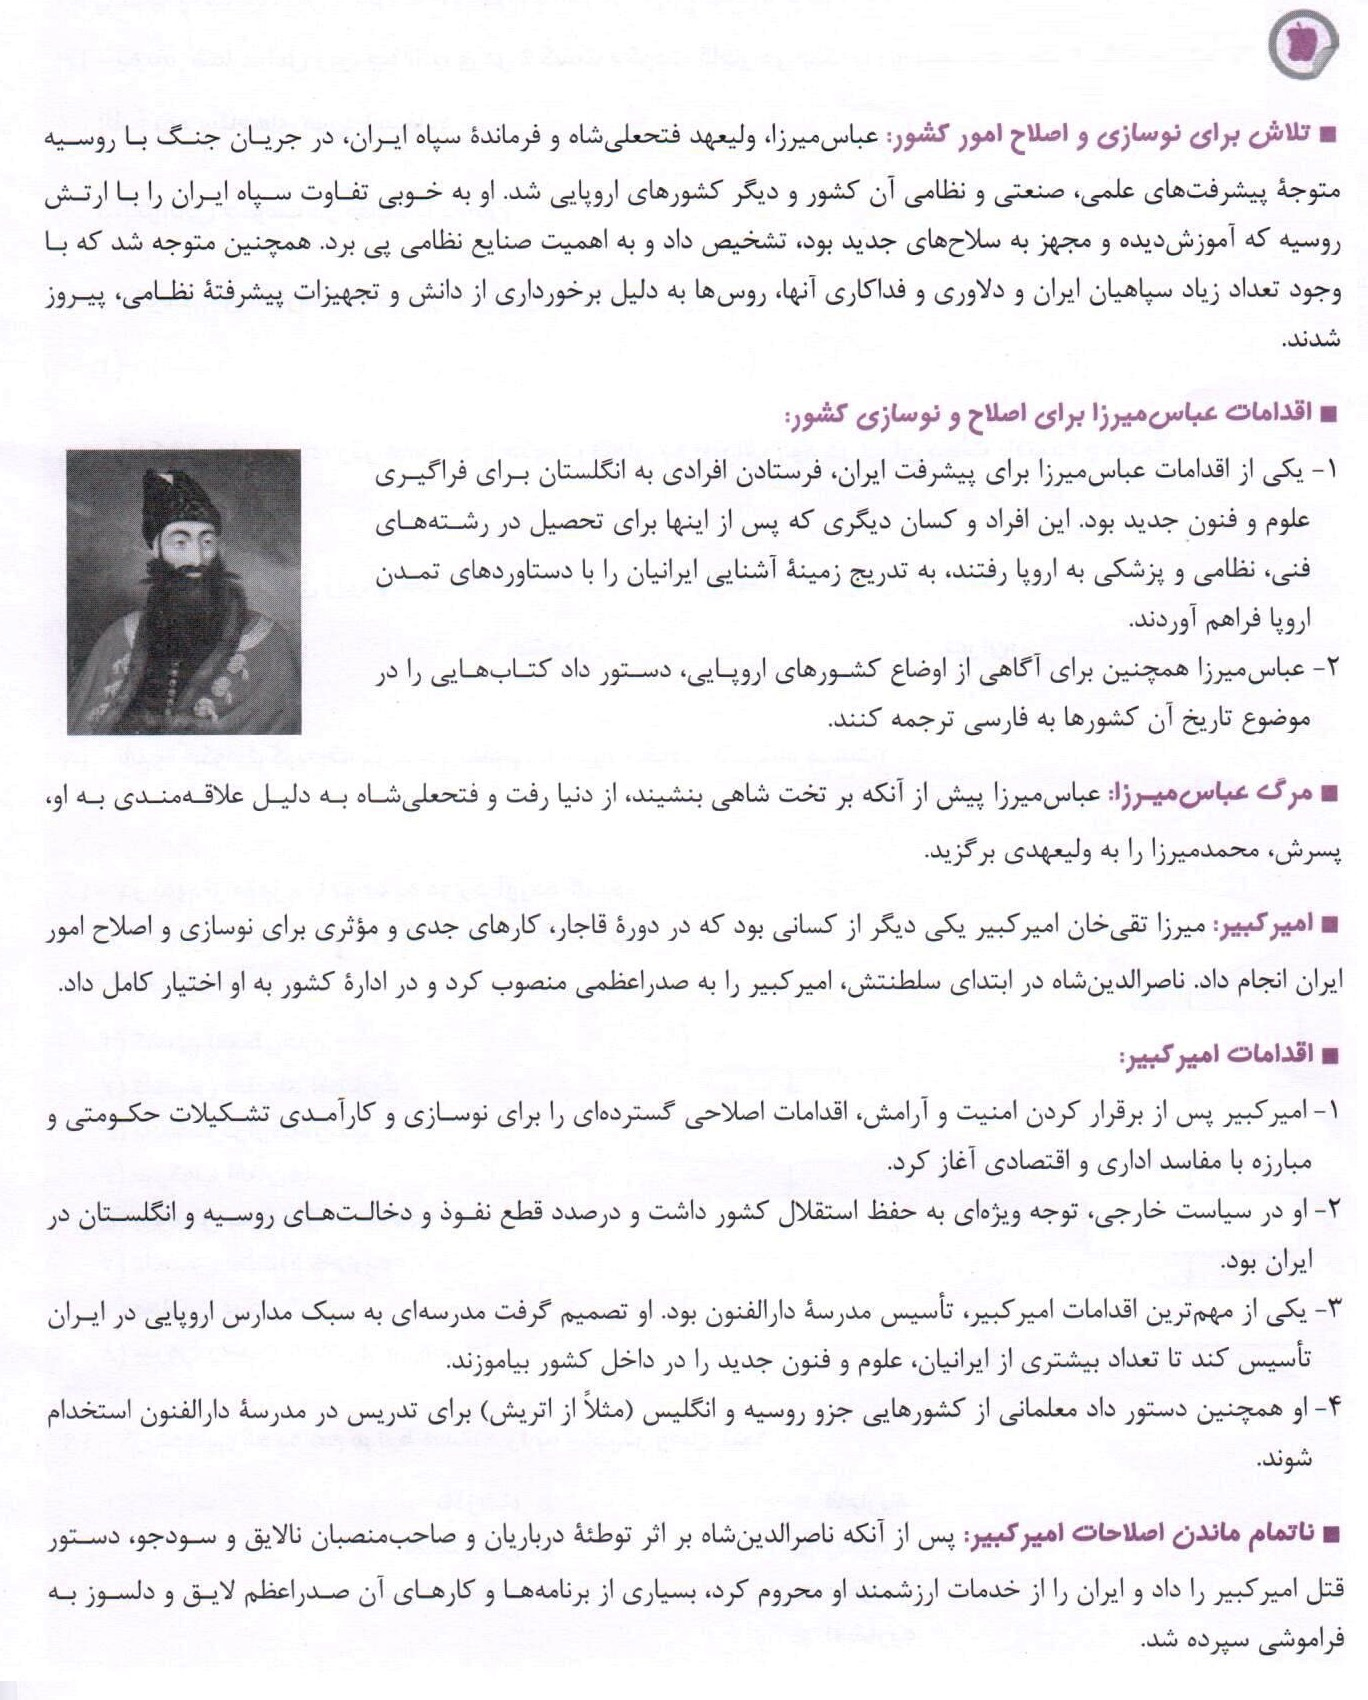 ■ تلاش برای نوسازی و اصلاح امور کشور: عباس‌میرزا، ولیعهد فتحعلی‌شاه و فرماندهٔ سپاه ایران، در جریان جنگ با روسیه
متوجهٔ پیشرفت‌های علمی، صنعتی و نظامی آن کشور و دیگر کشورهای اروپایی شد. او به خوبی تفاوت سپاه ایران را با ارتش
روسیه که آموزش‌دیده و مجهز به سلاح‌های جدید بود، تشخیص داد و به اهمیت صنایع نظامی پی برد. همچنین متوجه شد که با
وجود تعداد زیاد سپاهیان ایران و دلاوری و فداکاری آنها، روس‌ها به دلیل برخورداری از دانش و تجهیزات پیشرفتهٔ نظامی، پیروز
شدند.
■ اقدامات عباس‌میرزا برای اصلاح و نوسازی کشور:
۱- یکی از اقدامات عباس‌میرزا برای پیشرفت ایران، فرستادن افرادی به انگلستان برای فراگیری
علوم و فنون جدید بود. این افراد و کسان دیگری که پس از اینها برای تحصیل در رشته‌های
فنی، نظامی و پزشکی به اروپا رفتند، به تدریج زمینهٔ آشنایی ایرانیان را با دستاوردهای تمدن
اروپا فراهم آوردند.
۲- عباس‌میرزا همچنین برای آگاهی از اوضاع کشورهای اروپایی، دستور داد کتاب‌هایی را در
موضوع تاریخ آن کشورها به فارسی ترجمه کنند.
■ مرگ عباس‌میرزا: عباس‌میرزا پیش از آنکه بر تخت شاهی بنشیند، از دنیا رفت و فتحعلی‌شاه به دلیل علاقه‌مندی به او،
پسرش، محمدمیرزا را به ولیعهدی برگزید.
■ امیرکبیر: میرزا تقی‌خان امیرکبیر یکی دیگر از کسانی بود که در دورهٔ قاجار، کارهای جدی و مؤثری برای نوسازی و اصلاح امور
ایران انجام داد. ناصرالدین‌شاه در ابتدای سلطنتش، امیرکبیر را به صدراعظمی منصوب کرد و در ادارهٔ کشور به او اختیار کامل داد.
■ اقدامات امیرکبیر:
۱- امیرکبیر پس از برقرار کردن امنیت و آرامش، اقدامات اصلاحی گسترده‌ای را برای نوسازی و کارآمدی تشکیلات حکومتی و
مبارزه با مفاسد اداری و اقتصادی آغاز کرد.
۲- او در سیاست خارجی، توجه ویژه‌ای به حفظ استقلال کشور داشت و درصدد قطع نفوذ و دخالت‌های روسیه و انگلستان در
ایران بود.
۳- یکی از مهم‌ترین اقدامات امیرکبیر، تأسیس مدرسهٔ دارالفنون بود. او تصمیم گرفت مدرسه‌ای به سبک مدارس اروپایی در ایران
تأسیس کند تا تعداد بیشتری از ایرانیان، علوم و فنون جدید را در داخل کشور بیاموزند.
۴- او همچنین دستور داد معلمانی از کشورهایی جزو روسیه و انگلیس (مثلاً از اتریش) برای تدریس در مدرسهٔ دارالفنون استخدام
شوند.
■ ناتمام ماندن اصلاحات امیرکبیر: پس از آنکه ناصرالدین‌شاه بر اثر توطئهٔ درباریان و صاحب‌منصبان نالایق و سودجو، دستور
قتل امیرکبیر را داد و ایران را از خدمات ارزشمند او محروم کرد، بسیاری از برنامه‌ها و کارهای آن صدراعظم لایق و دلسوز به
فراموشی سپرده شد.